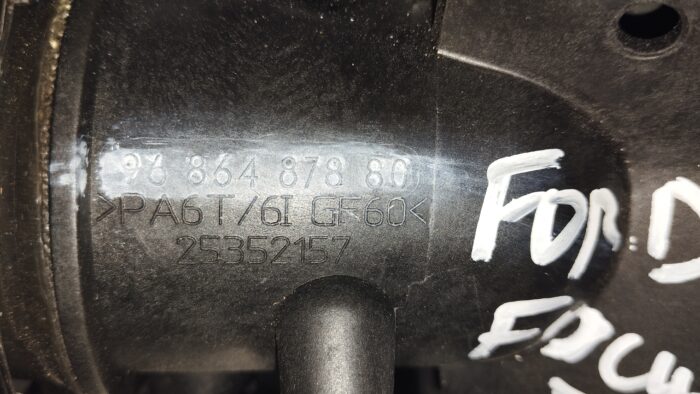 96 864 878 80
>PA6T/6I GF60<
25352157
FORD
FOCU